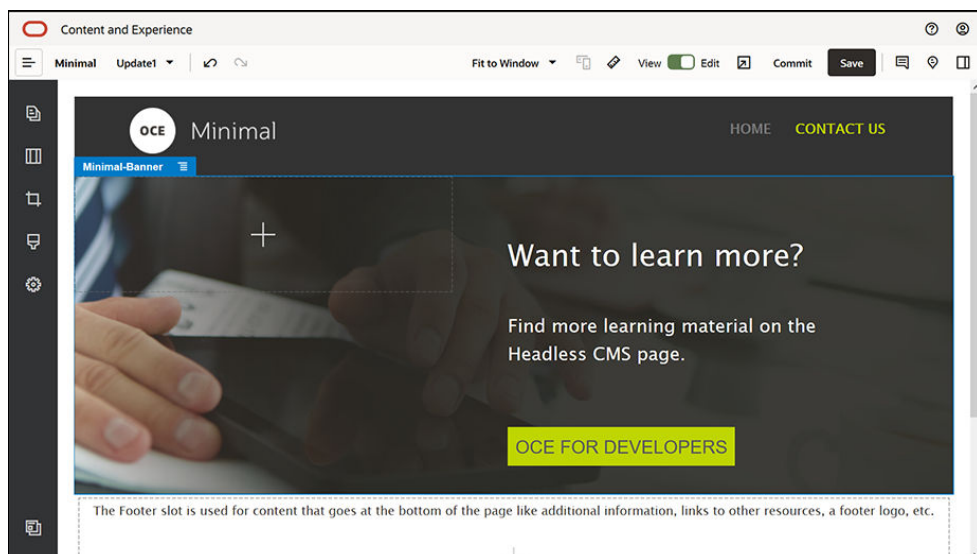 Content and Experience
Minimal Update1 Fit to Window View Edit Commit Save
OCE Minimal HOME CONTACT US
Minimal-Banner
Want to learn more?
Find more learning material on the
Headless CMS page.
OCE FOR DEVELOPERS
The Footer slot is used for content that goes at the bottom of the page like additional information, links to other resources, a footer logo, etc.